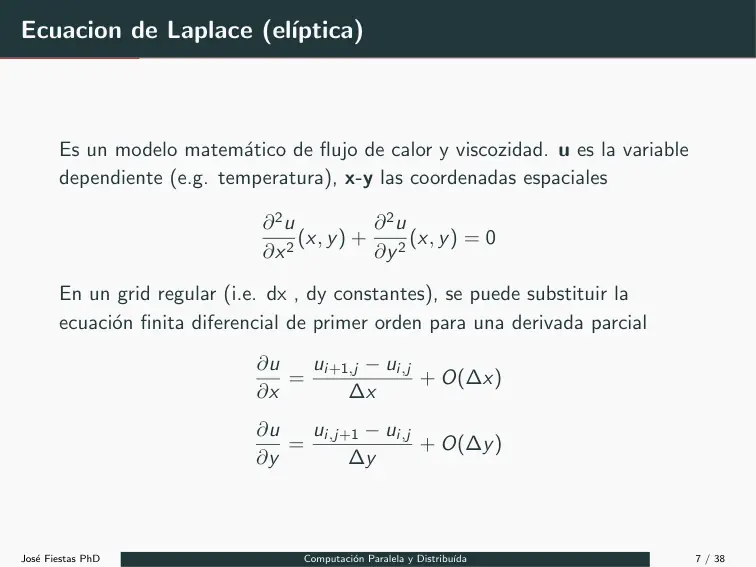 Ecuacion de Laplace (elíptica)
Es un modelo matemático de flujo de calor y viscozidad. u es la variable
dependiente (e.g. temperatura), x-y las coordenadas espaciales
∂²u/∂x² (x, y) + ∂²u/∂y² (x, y) = 0
En un grid regular (i.e. dx , dy constantes), se puede substituir la
ecuación finita diferencial de primer orden para una derivada parcial
∂u/∂x = (u_{i+1,j} − u_{i,j})/Δx + O(Δx)
∂u/∂y = (u_{i,j+1} − u_{i,j})/Δy + O(Δy)
José Fiestas PhD
Computación Paralela y Distribuída
7 / 38